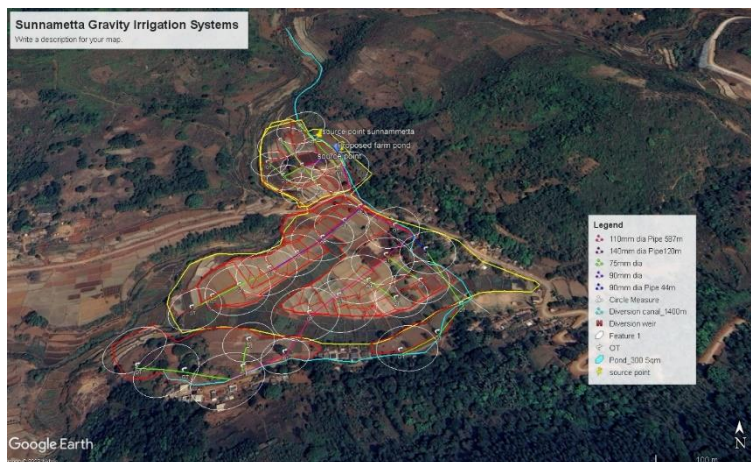 Sunnametta Gravity Irrigation Systems
Write a description for your map.
source point sunnammetta
Proposed farm pond
source point
Legend
110mm dia Pipe 587m
140mm dia Pipe120m
75mm dia
90mm dia
90mm dia Pipe 44m
Circle Measure
Diversion canal_1400m
Diversion weir
Feature 1
OT
Pond_300 Sqm
source point
Google Earth
N
100 m